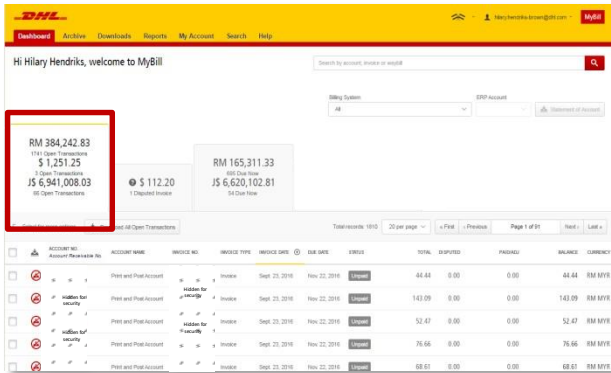 DHL
hilary.hendriks-brown@dhl.com
MyBill
Dashboard Archive Downloads Reports My Account Search Help
Hi Hilary Hendriks, welcome to MyBill
Search by account, invoice or waybill
Billing System
ERP Account
All
Statement of Account
RM 384,242.83
1741 Open Transactions
$ 1,251.25
3 Open Transactions
J$ 6,941,008.03
66 Open Transactions
$ 112.20
1 Disputed Invoice
RM 165,311.33
Due Now
J$ 6,620,102.81
54 Due Now
All Open Transactions
Total records: 1810 20 per page « First ‹ Previous Page 1 of 91 Next › Last »
ACCOUNT NO. Account Receivable No. ACCOUNT NAME INVOICE NO. INVOICE TYPE INVOICE DATE DUE DATE STATUS TOTAL DISPUTED PAID/ADJ BALANCE CURRENCY
Print and Post Account Invoice Sept. 23, 2016 Nov. 22, 2016 Unpaid 44.44 0.00 0.00 44.44 RM MYR
Hidden for security
Hidden for security
Print and Post Account Invoice Sept. 23, 2016 Nov. 22, 2016 Unpaid 143.09 0.00 0.00 143.09 RM MYR
Print and Post Account Invoice Sept. 23, 2016 Nov. 22, 2016 Unpaid 52.47 0.00 0.00 52.47 RM MYR
Hidden for security
Hidden for security
Print and Post Account Invoice Sept. 23, 2016 Nov. 22, 2016 Unpaid 76.66 0.00 0.00 76.66 RM MYR
Print and Post Account Invoice Sept. 23, 2016 Nov. 22, 2016 Unpaid 68.61 0.00 0.00 68.61 RM MYR